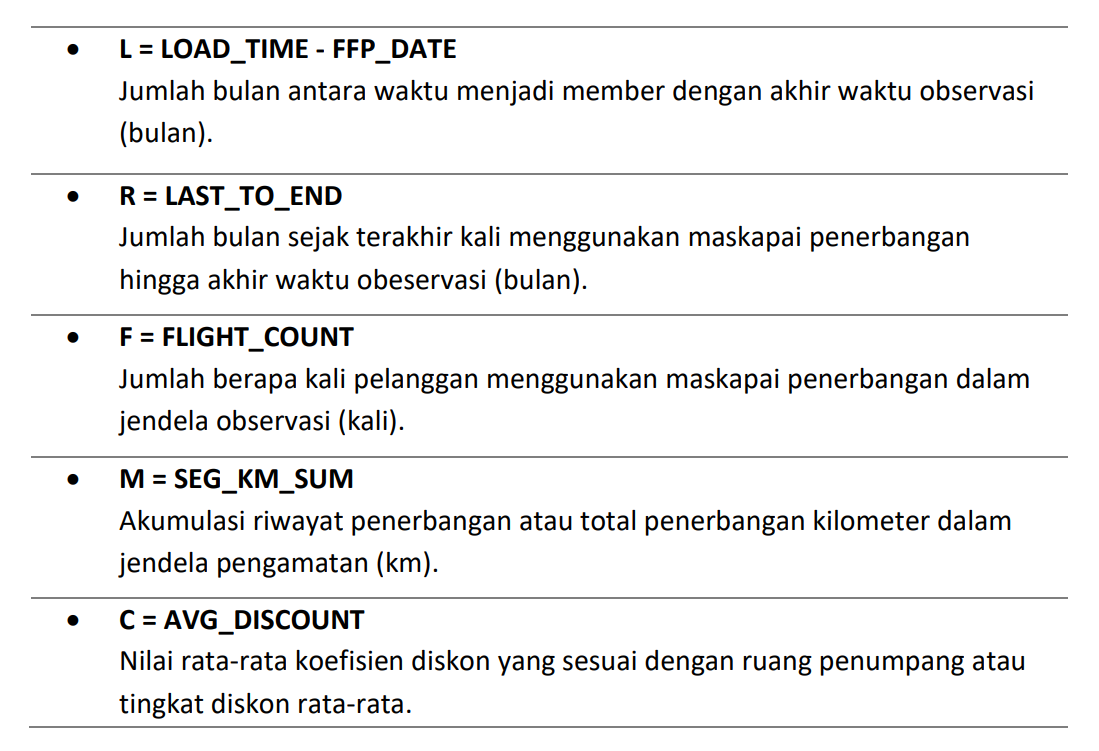 • L = LOAD_TIME - FFP_DATE
Jumlah bulan antara waktu menjadi member dengan akhir waktu observasi
(bulan).
• R = LAST_TO_END
Jumlah bulan sejak terakhir kali menggunakan maskapai penerbangan
hingga akhir waktu obeservasi (bulan).
• F = FLIGHT_COUNT
Jumlah berapa kali pelanggan menggunakan maskapai penerbangan dalam
jendela observasi (kali).
• M = SEG_KM_SUM
Akumulasi riwayat penerbangan atau total penerbangan kilometer dalam
jendela pengamatan (km).
• C = AVG_DISCOUNT
Nilai rata-rata koefisien diskon yang sesuai dengan ruang penumpang atau
tingkat diskon rata-rata.